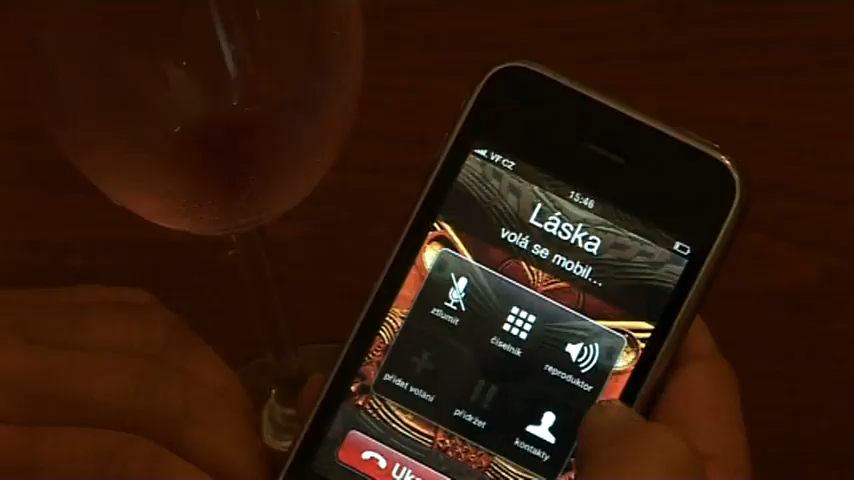 VF CZ
15:46
Láska
volá se mobil...
ztlumit
číselník
reproduktor
přidat volání
přidržet
kontakty